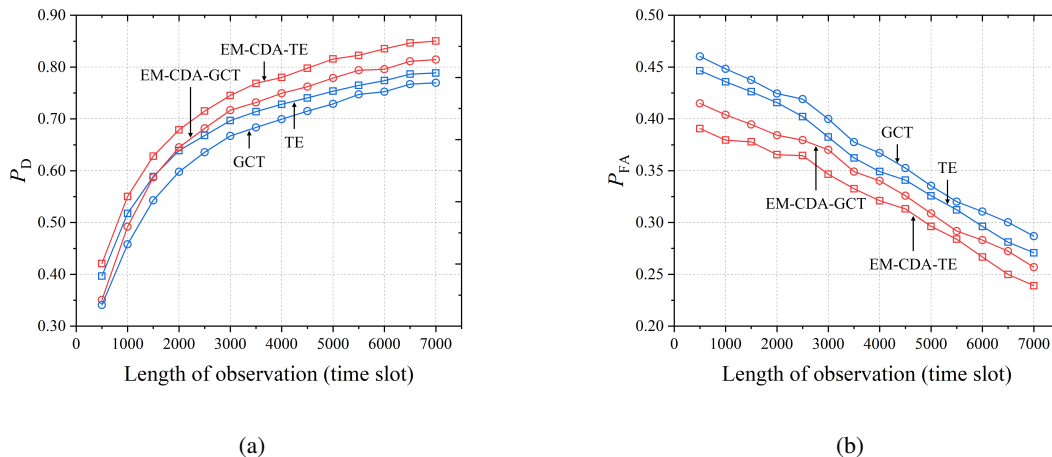 0.90
0.80
0.70
0.60
0.50
0.40
0.30
P_D
EM-CDA-TE
EM-CDA-GCT
TE
GCT
0 1000 2000 3000 4000 5000 6000 7000
Length of observation (time slot)
(a)
0.50
0.45
0.40
0.35
0.30
0.25
0.20
P_FA
GCT
TE
EM-CDA-GCT
EM-CDA-TE
0 1000 2000 3000 4000 5000 6000 7000
Length of observation (time slot)
(b)